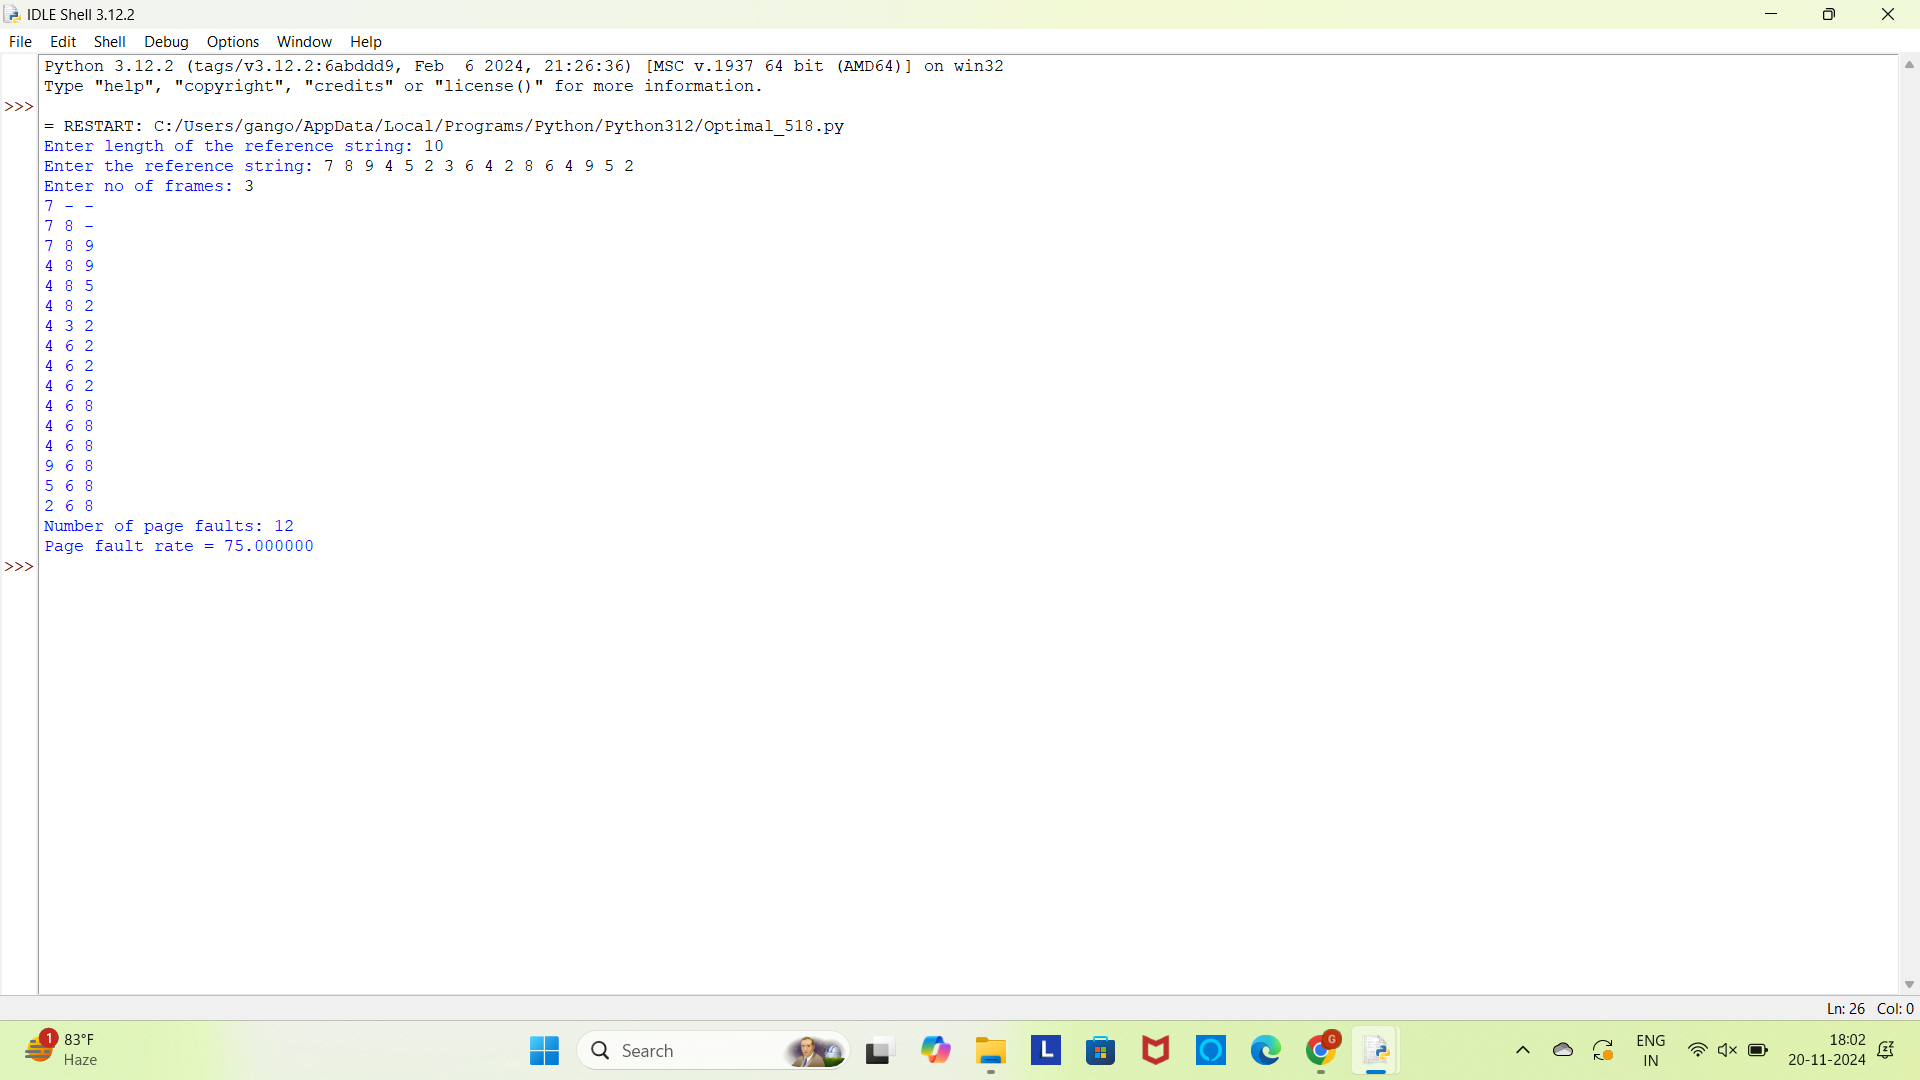 IDLE Shell 3.12.2
File Edit Shell Debug Options Window Help
Python 3.12.2 (tags/v3.12.2:6abddd9, Feb  6 2024, 21:26:36) [MSC v.1937 64 bit (AMD64)] on win32
Type "help", "copyright", "credits" or "license()" for more information.
>>>
= RESTART: C:/Users/gango/AppData/Local/Programs/Python/Python312/Optimal_518.py
Enter length of the reference string: 10
Enter the reference string: 7 8 9 4 5 2 3 6 4 2 8 6 4 9 5 2
Enter no of frames: 3
7 - -
7 8 -
7 8 9
4 8 9
4 8 5
4 8 2
4 3 2
4 6 2
4 6 2
4 6 2
4 6 8
4 6 8
4 6 8
9 6 8
5 6 8
2 6 8
Number of page faults: 12
Page fault rate = 75.000000
>>>
Ln: 26 Col: 0
1
83°F
Haze
Search
L
G
ENG
IN
18:02
20-11-2024